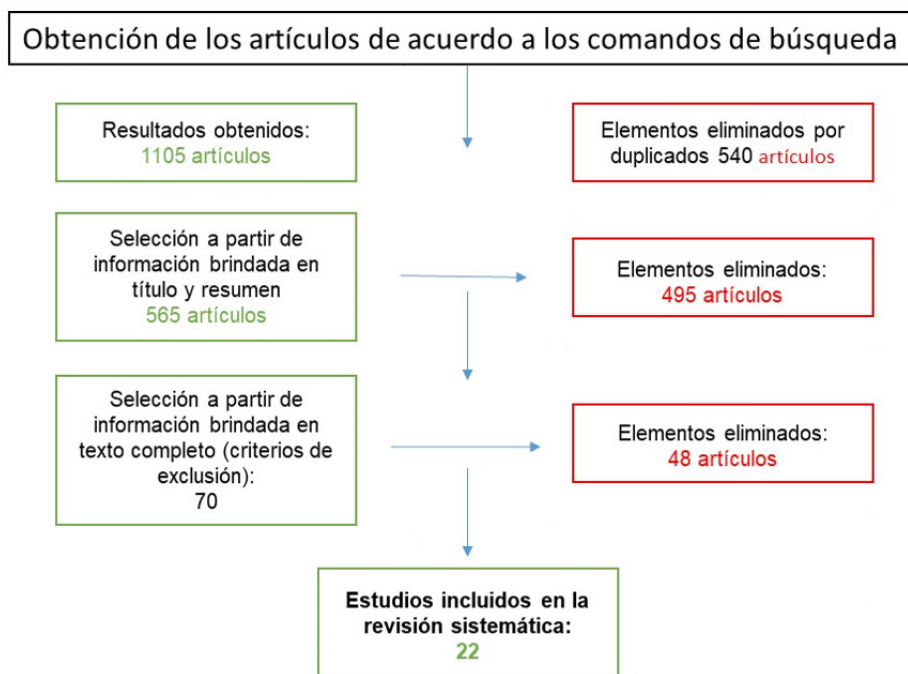 Obtención de los artículos de acuerdo a los comandos de búsqueda
Resultados obtenidos:
1105 artículos
Elementos eliminados por
duplicados 540 artículos
Selección a partir de
información brindada en
título y resumen
565 artículos
Elementos eliminados:
495 artículos
Selección a partir de
información brindada en
texto completo (criterios de
exclusión):
70
Elementos eliminados:
48 artículos
Estudios incluidos en la
revisión sistemática:
22